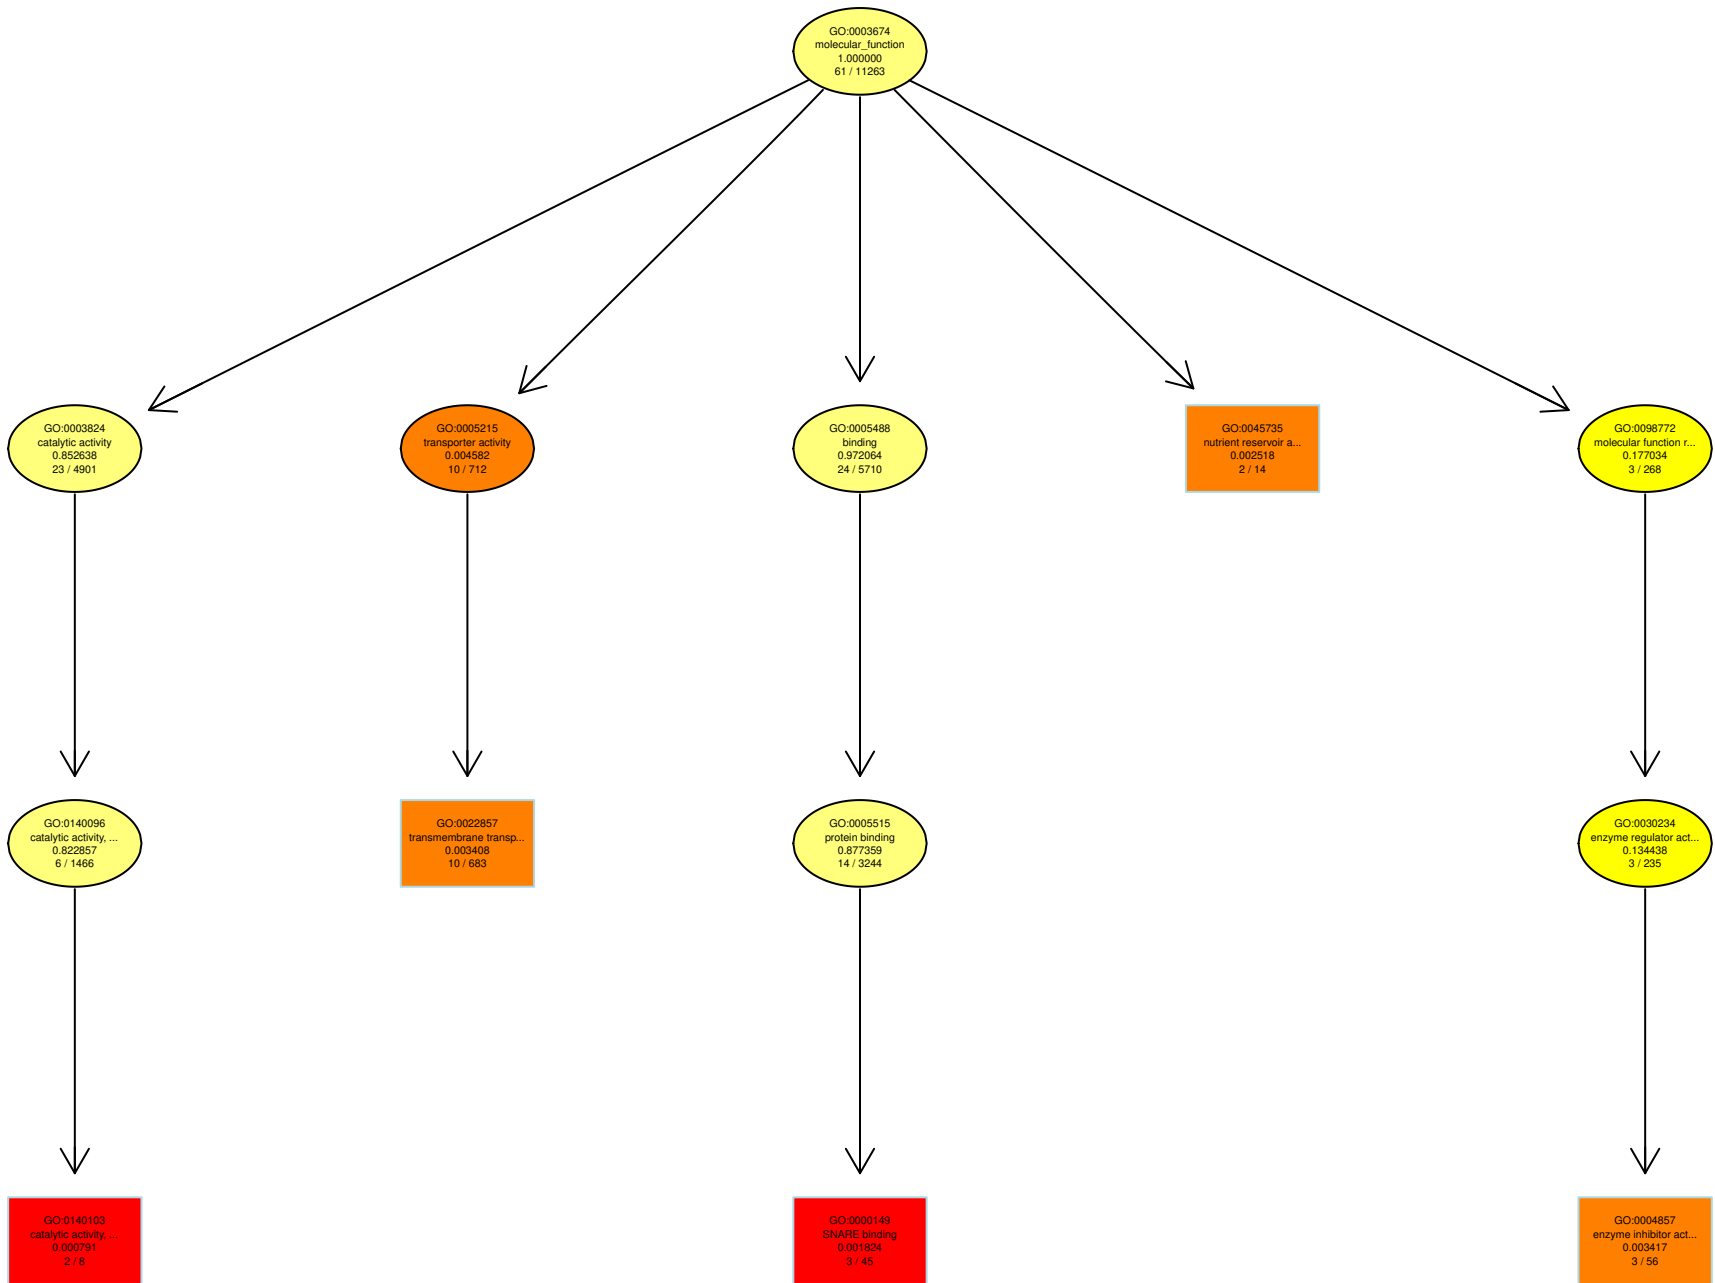 GO:0003674
molecular_function
1.000000
61 / 11263
GO:0003824
catalytic activity
0.852638
23 / 4901
GO:0005215
transporter activity
0.004582
10 / 712
GO:0005488
binding
0.972064
24 / 5710
GO:0045735
nutrient reservoir a...
0.002518
2 / 14
GO:0098772
molecular function r...
0.177034
3 / 268
GO:0140096
catalytic activity, ...
0.822857
6 / 1466
GO:0022857
transmembrane transp...
0.003408
10 / 683
GO:0005515
protein binding
0.877359
14 / 3244
GO:0030234
enzyme regulator act...
0.134438
3 / 235
GO:0140103
catalytic activity, ...
0.000791
2 / 8
GO:0000149
SNARE binding
0.001824
3 / 45
GO:0004857
enzyme inhibitor act...
0.003417
3 / 56